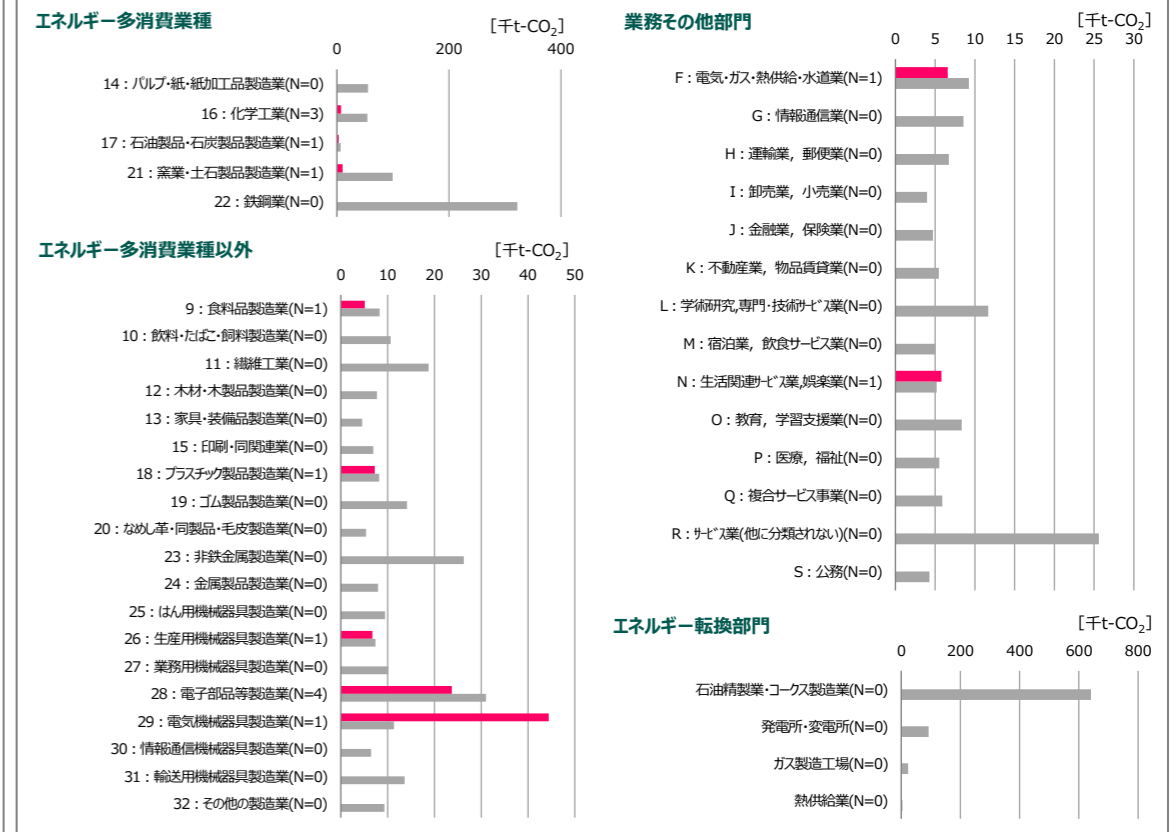 エネルギー多消費業種
[千t-CO2]
0 200 400
14：パルプ・紙・紙加工品製造業(N=0)
16：化学工業(N=3)
17：石油製品・石炭製品製造業(N=1)
21：窯業・土石製品製造業(N=1)
22：鉄鋼業(N=0)
エネルギー多消費業種以外
[千t-CO2]
0 10 20 30 40 50
9：食料品製造業(N=1)
10：飲料・たばこ・飼料製造業(N=0)
11：繊維工業(N=0)
12：木材・木製品製造業(N=0)
13：家具・装備品製造業(N=0)
15：印刷・同関連業(N=0)
18：プラスチック製品製造業(N=1)
19：ゴム製品製造業(N=0)
20：なめし革・同製品・毛皮製造業(N=0)
23：非鉄金属製造業(N=0)
24：金属製品製造業(N=0)
25：はん用機械器具製造業(N=0)
26：生産用機械器具製造業(N=1)
27：業務用機械器具製造業(N=0)
28：電子部品等製造業(N=4)
29：電気機械器具製造業(N=1)
30：情報通信機械器具製造業(N=0)
31：輸送用機械器具製造業(N=0)
32：その他の製造業(N=0)
業務その他部門
[千t-CO2]
0 5 10 15 20 25 30
F：電気・ガス・熱供給・水道業(N=1)
G：情報通信業(N=0)
H：運輸業，郵便業(N=0)
I：卸売業，小売業(N=0)
J：金融業，保険業(N=0)
K：不動産業，物品賃貸業(N=0)
L：学術研究,専門・技術ｻｰﾋﾞｽ業(N=0)
M：宿泊業，飲食サービス業(N=0)
N：生活関連ｻｰﾋﾞｽ業,娯楽業(N=1)
O：教育，学習支援業(N=0)
P：医療，福祉(N=0)
Q：複合サービス事業(N=0)
R：ｻｰﾋﾞｽ業(他に分類されない)(N=0)
S：公務(N=0)
エネルギー転換部門
[千t-CO2]
0 200 400 600 800
石油精製業・コークス製造業(N=0)
発電所・変電所(N=0)
ガス製造工場(N=0)
熱供給業(N=0)